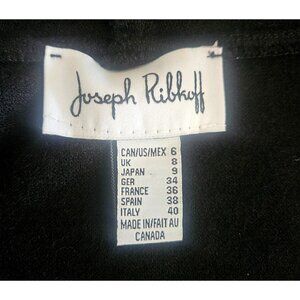 Joseph Ribkoff
CAN/US/MEX 6
UK 8
JAPAN 9
GER 34
FRANCE 36
SPAIN 38
ITALY 40
MADE IN/FAIT AU
CANADA